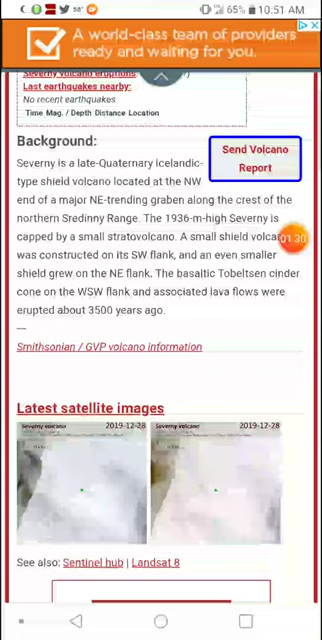 58°
65%
10:51 AM
A world-class team of providers
ready and waiting for you.
Severny volcano eruptions
Last earthquakes nearby:
No recent earthquakes
Time Mag. / Depth Distance Location
Background:
Send Volcano
Report
Severny is a late-Quaternary Icelandic-
type shield volcano located at the NW
end of a major NE-trending graben along the crest of the
northern Sredinny Range. The 1936-m-high Severny is
capped by a small stratovolcano. A small shield volcano
01:30
was constructed on its SW flank, and an even smaller
shield grew on the NE flank. The basaltic Tobeltsen cinder
cone on the WSW flank and associated lava flows were
erupted about 3500 years ago.
---
Smithsonian / GVP volcano information
Latest satellite images
Severny volcano 2019-12-28
Severny volcano 2019-12-28
See also: Sentinel hub | Landsat 8